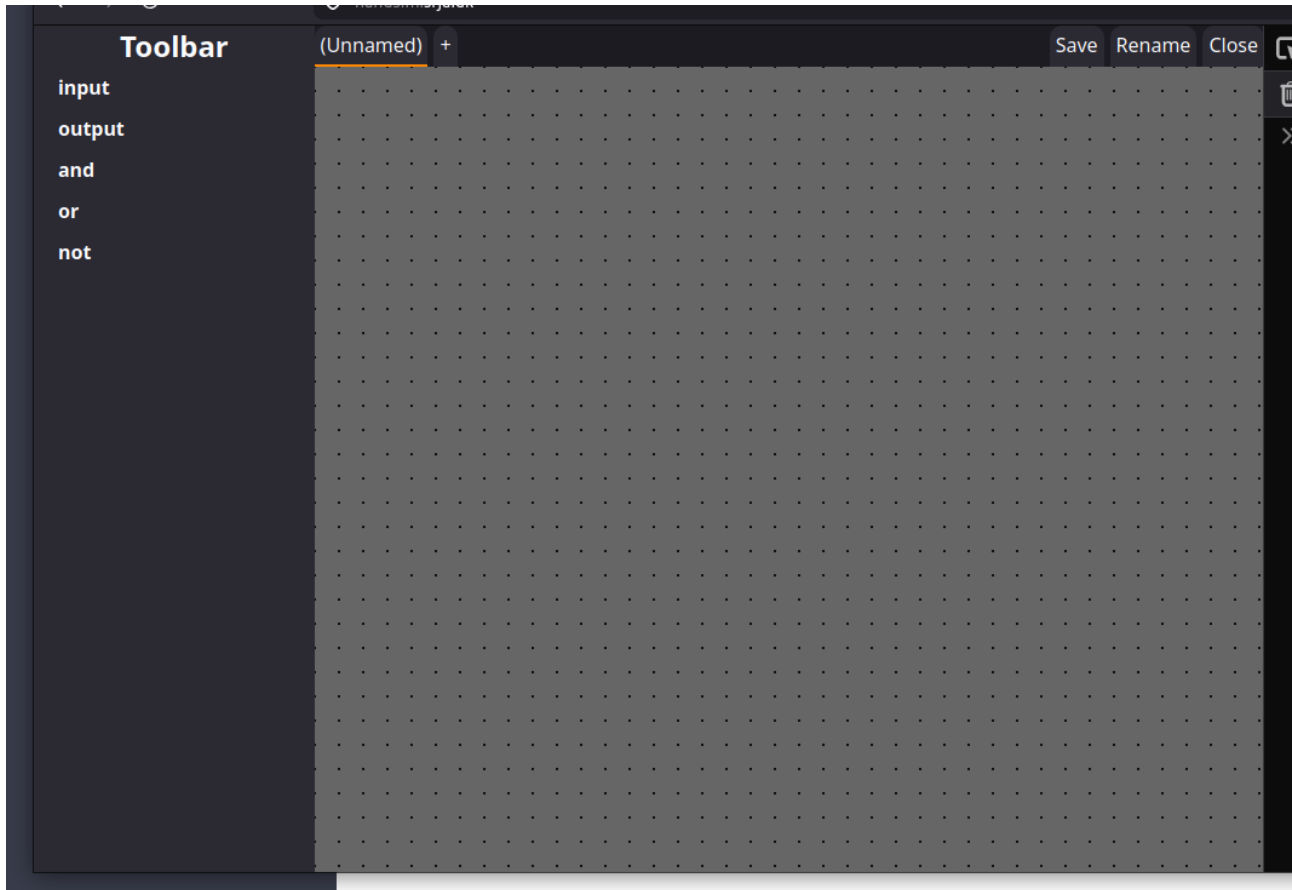 Toolbar
input
output
and
or
not
(Unnamed) +
Save Rename Close